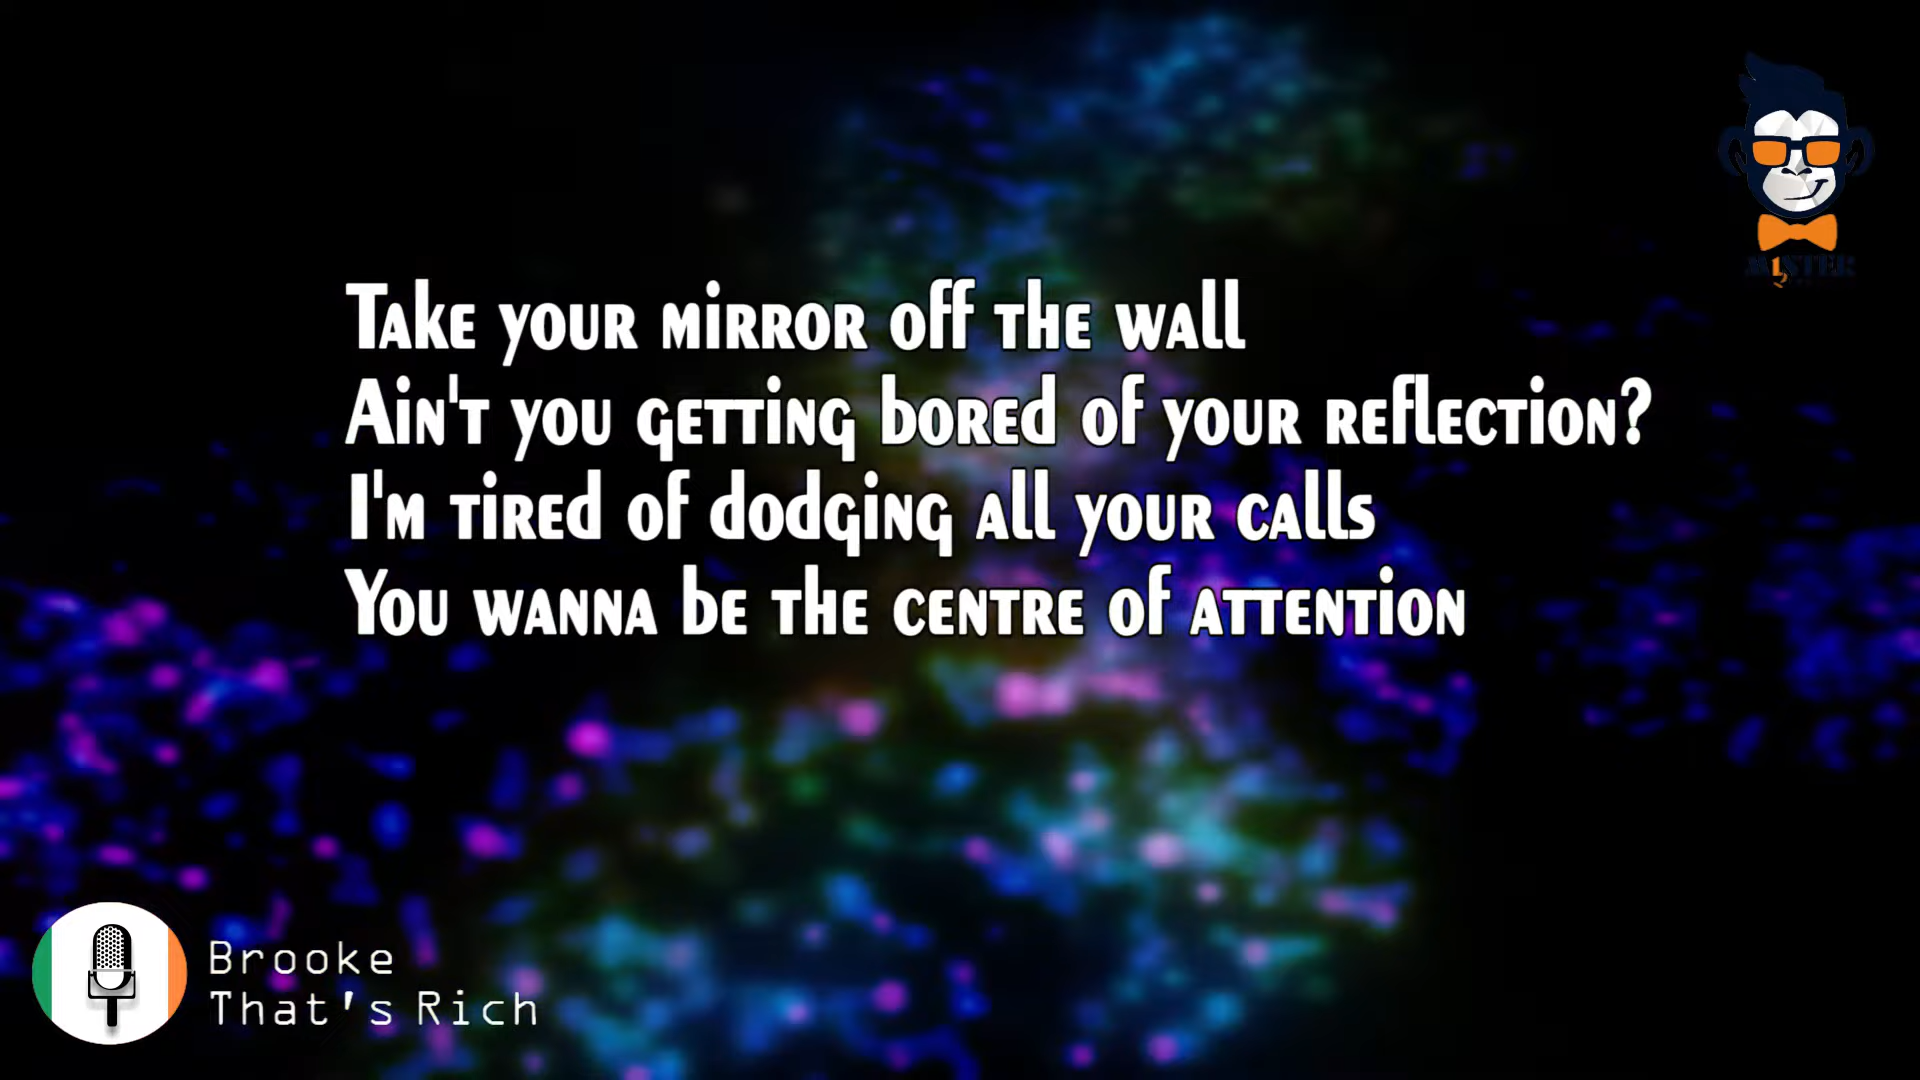 Take your mirror off the wall
Ain't you getting bored of your reflection?
I'm tired of dodging all your calls
You wanna be the centre of attention
Brooke
That's Rich